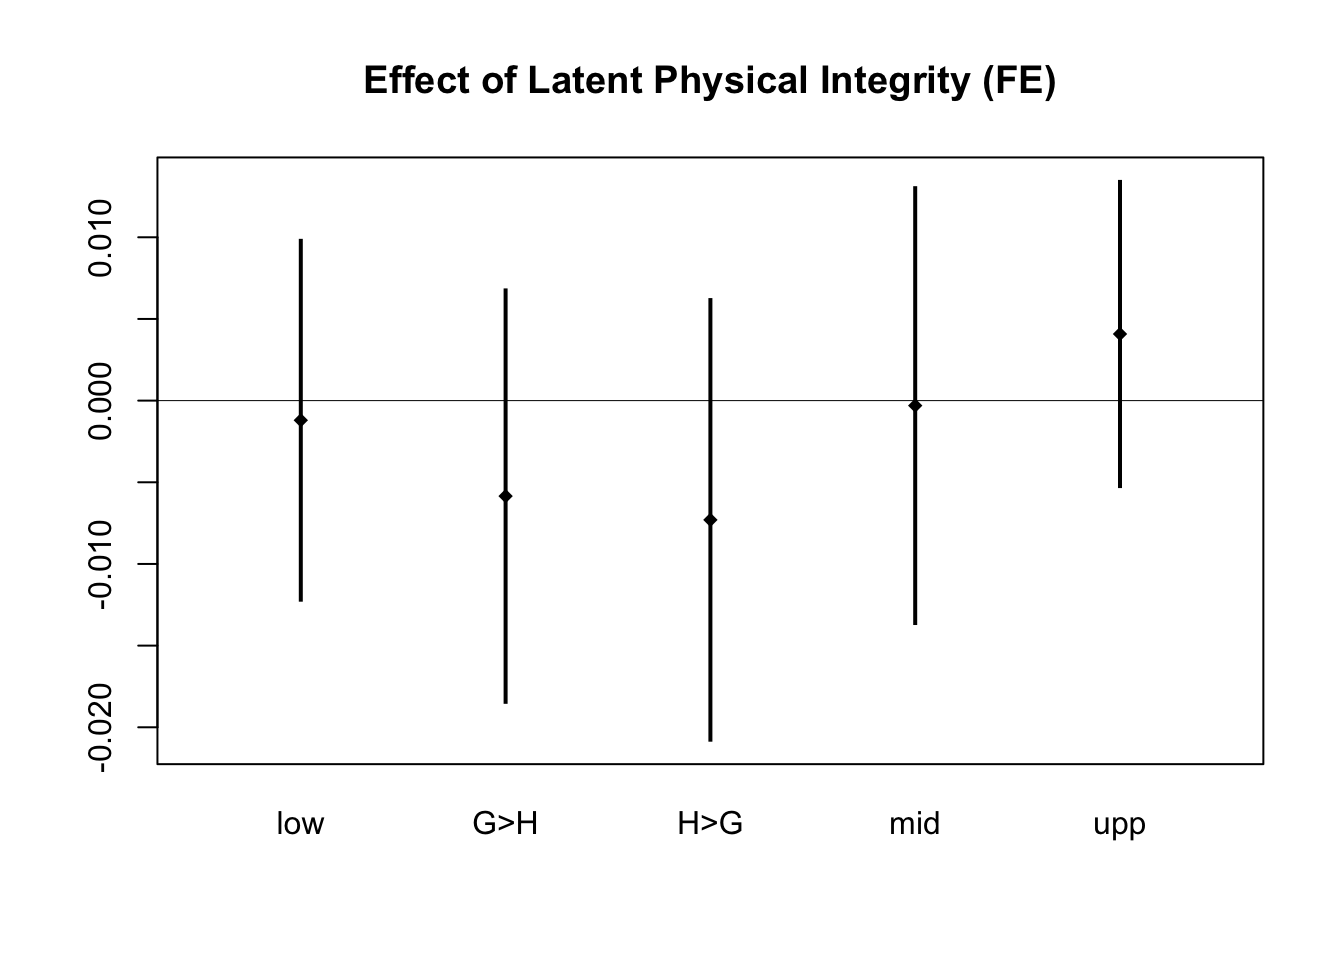 Effect of Latent Physical Integrity (FE)
0.010
0.000
-0.010
-0.020
low G>H H>G mid upp